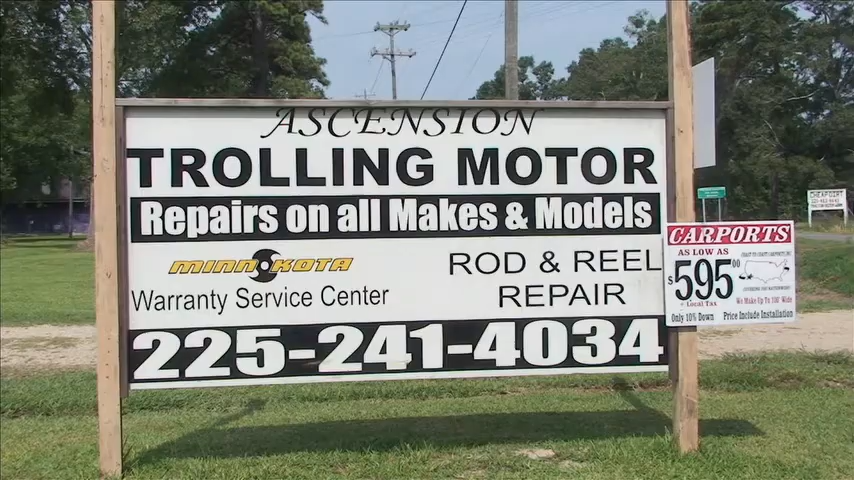 ASCENSION
TROLLING MOTOR
Repairs on all Makes & Models
MINN KOTA
Warranty Service Center
ROD & REEL
REPAIR
225-241-4034
CARPORTS
AS LOW AS
$595.00
+ Local Tax
We Make Up To 100' Wide
Only 10% Down
Price Include Installation